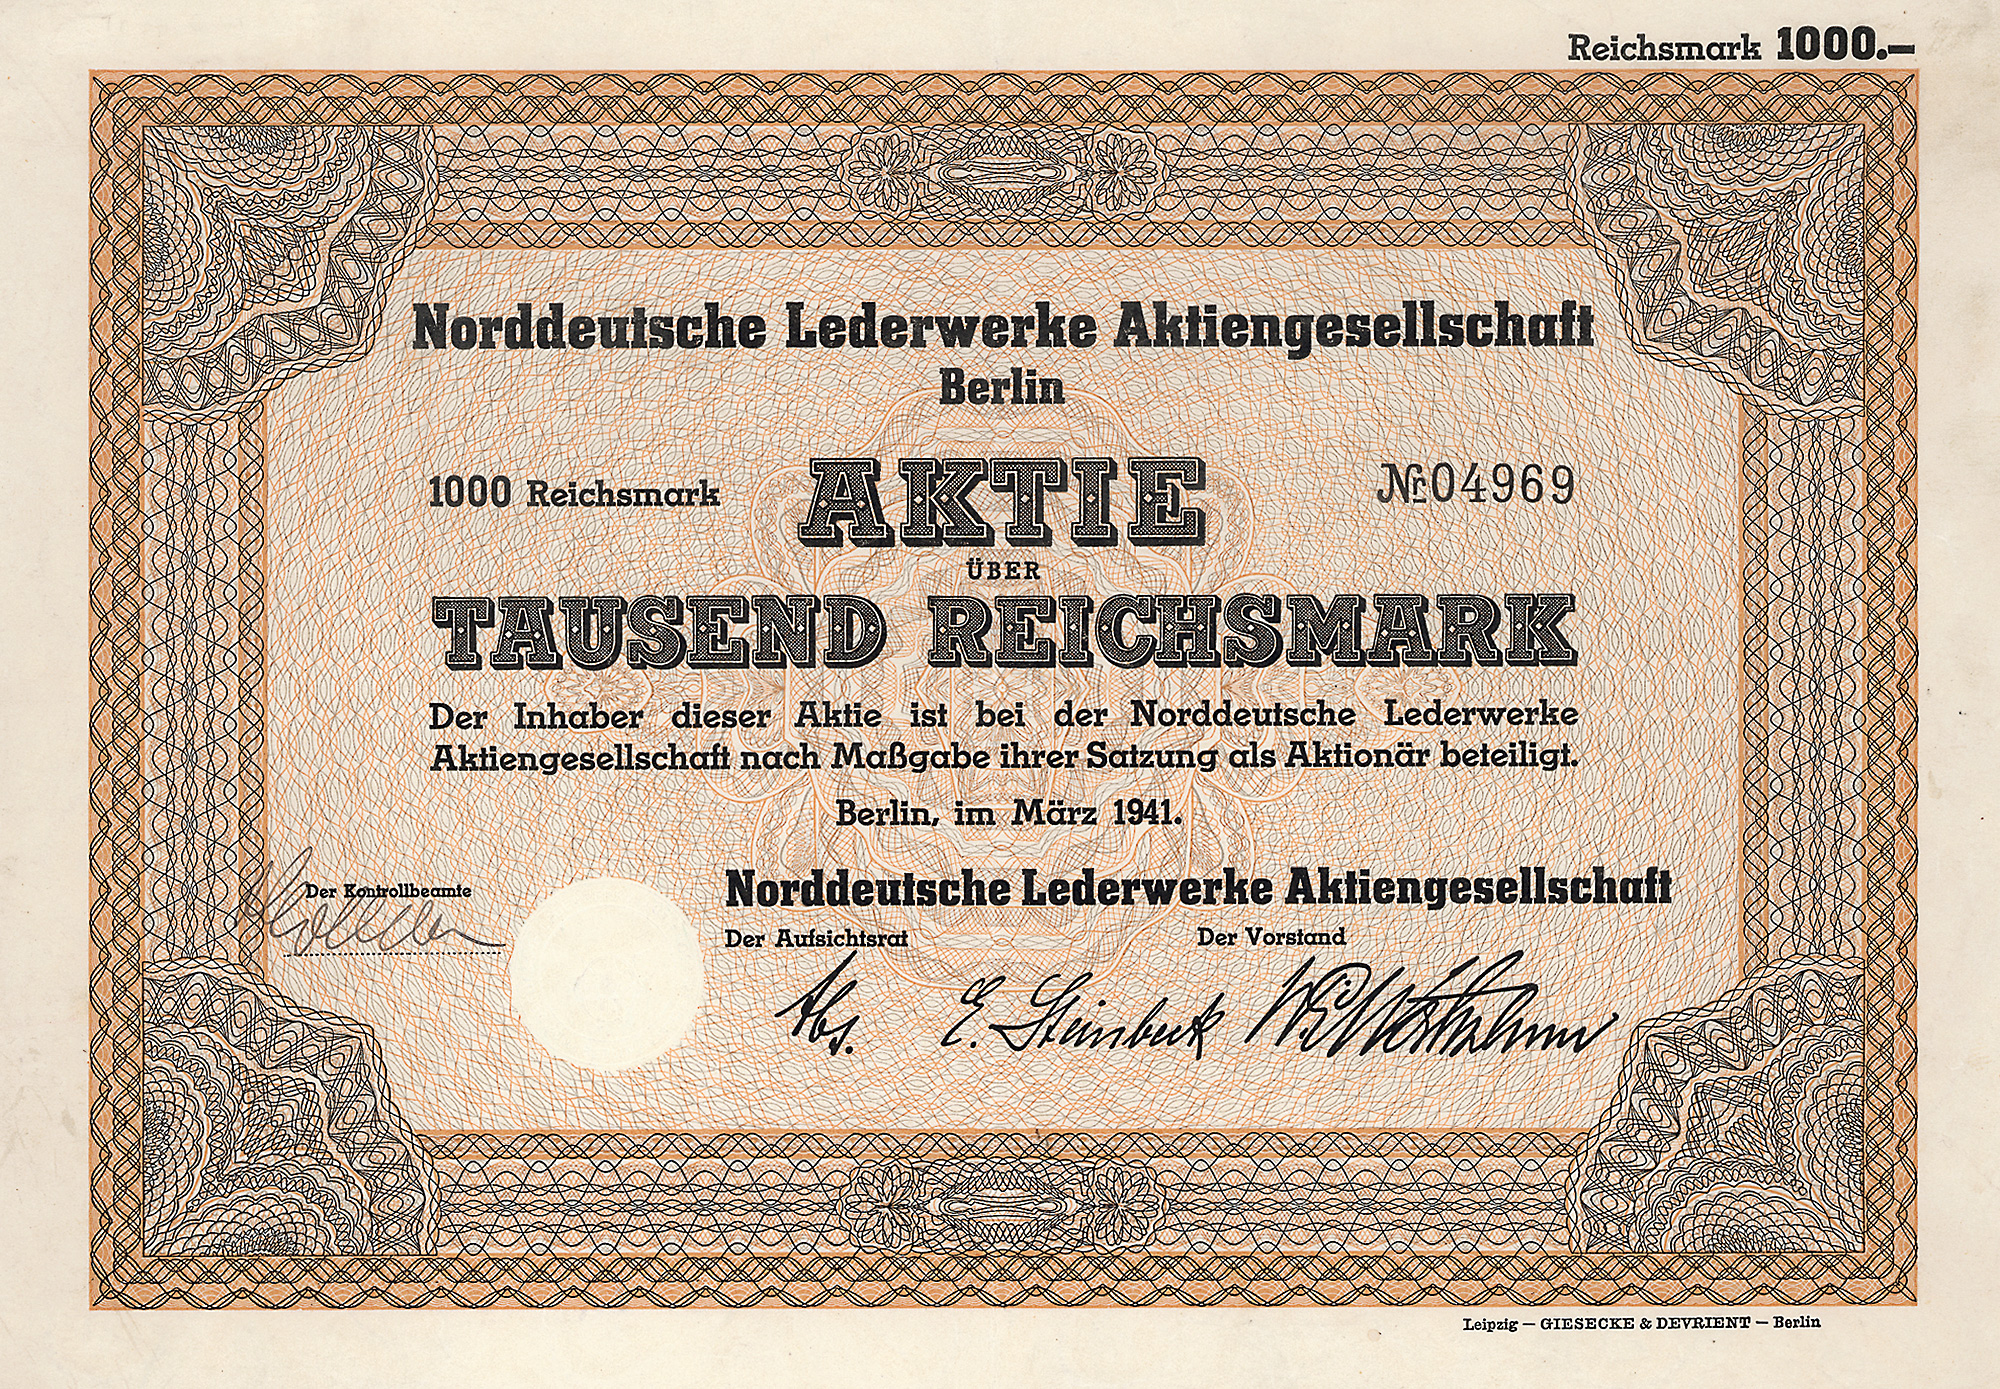 Reichsmark 1000.—
Norddeutsche Lederwerke Aktiengesellschaft
Berlin
1000 Reichsmark AKTIE Nr. 04969
ÜBER
TAUSEND REICHSMARK
Der Inhaber dieser Aktie ist bei der Norddeutsche Lederwerke
Aktiengesellschaft nach Maßgabe ihrer Satzung als Aktionär beteiligt.
Berlin, im März 1941.
Der Kontrollbeamte
Norddeutsche Lederwerke Aktiengesellschaft
Der Aufsichtsrat Der Vorstand
Abs. E. Steinbeck
Leipzig — GIESECKE & DEVRIENT — Berlin